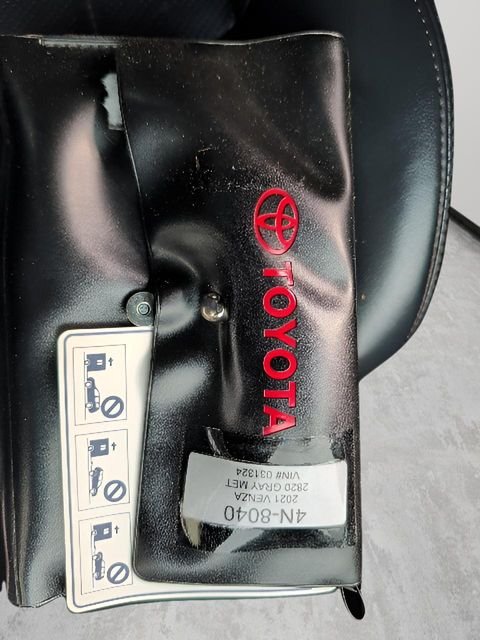 TOYOTA
4N-8040
2021 VENZA
2820 GRAY MET
VIN# 031324